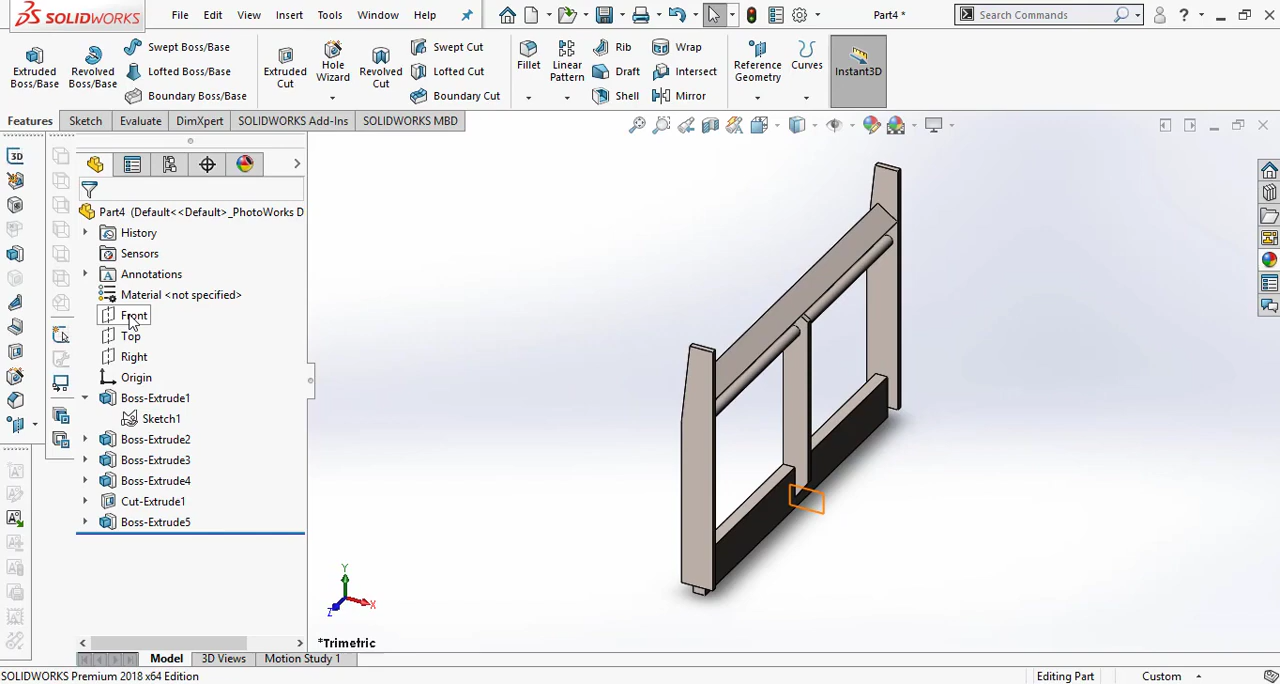 SOLIDWORKS File Edit View Insert Tools Window Help Part4 * Search Commands ?
Extruded Boss/Base Revolved Boss/Base Swept Boss/Base Lofted Boss/Base Boundary Boss/Base Extruded Cut Hole Wizard Revolved Cut Swept Cut Lofted Cut Boundary Cut Fillet Linear Pattern Rib Draft Shell Wrap Intersect Mirror Reference Geometry Curves Instant3D
Features Sketch Evaluate DimXpert SOLIDWORKS Add-Ins SOLIDWORKS MBD
3D
Part4 (Default<<Default>_PhotoWorks D
History
Sensors
Annotations
Material <not specified>
Front
Top
Right
Origin
Boss-Extrude1
Sketch1
Boss-Extrude2
Boss-Extrude3
Boss-Extrude4
Cut-Extrude1
Boss-Extrude5
Y
Z X
*Trimetric
Model 3D Views Motion Study 1
SOLIDWORKS Premium 2018 x64 Edition Editing Part Custom